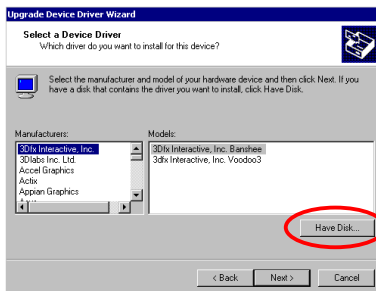 Upgrade Device Driver Wizard
Select a Device Driver
Which driver do you want to install for this device?
Select the manufacturer and model of your hardware device and then click Next. If you
have a disk that contains the driver you want to install, click Have Disk.
Manufacturers:
3Dfx Interactive, Inc.
3Dlabs Inc. Ltd.
Accel Graphics
Actix
Appian Graphics
Models:
3Dfx Interactive, Inc. Banshee
3dfx Interactive, Inc. Voodoo3
Have Disk...
< Back
Next >
Cancel